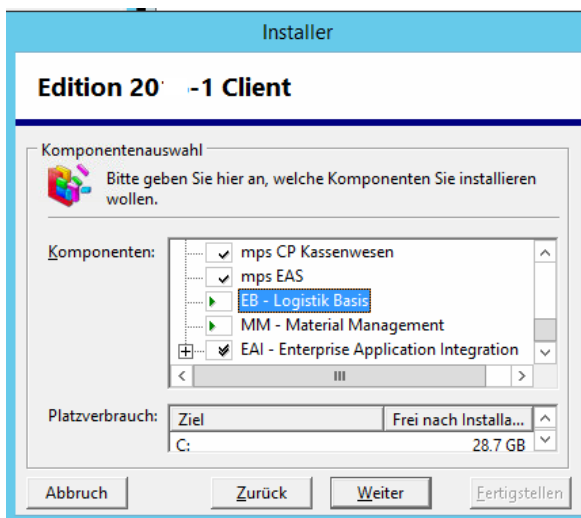 Installer
Edition 20 -1 Client
Komponentenauswahl
Bitte geben Sie hier an, welche Komponenten Sie installieren
wollen.
Komponenten:
mps CP Kassenwesen
mps EAS
EB - Logistik Basis
MM - Material Management
EAI - Enterprise Application Integration
Platzverbrauch:
Ziel Frei nach Installa...
C: 28.7 GB
Abbruch Zurück Weiter Fertigstellen